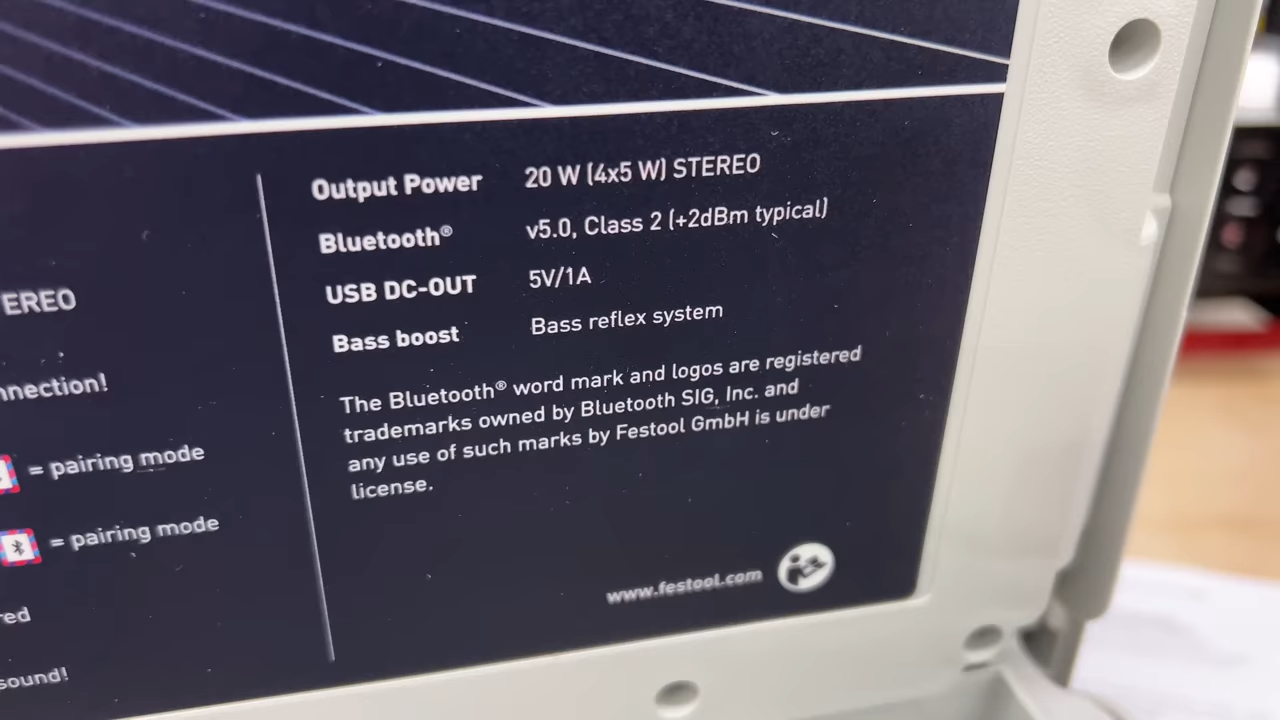 EREO
nnection!
= pairing mode
= pairing mode
red
sound!
Output Power 20 W (4x5 W) STEREO
Bluetooth® v5.0, Class 2 (+2dBm typical)
USB DC-OUT 5V/1A
Bass boost Bass reflex system
The Bluetooth® word mark and logos are registered
trademarks owned by Bluetooth SIG, Inc. and
any use of such marks by Festool GmbH is under
license.
www.festool.com